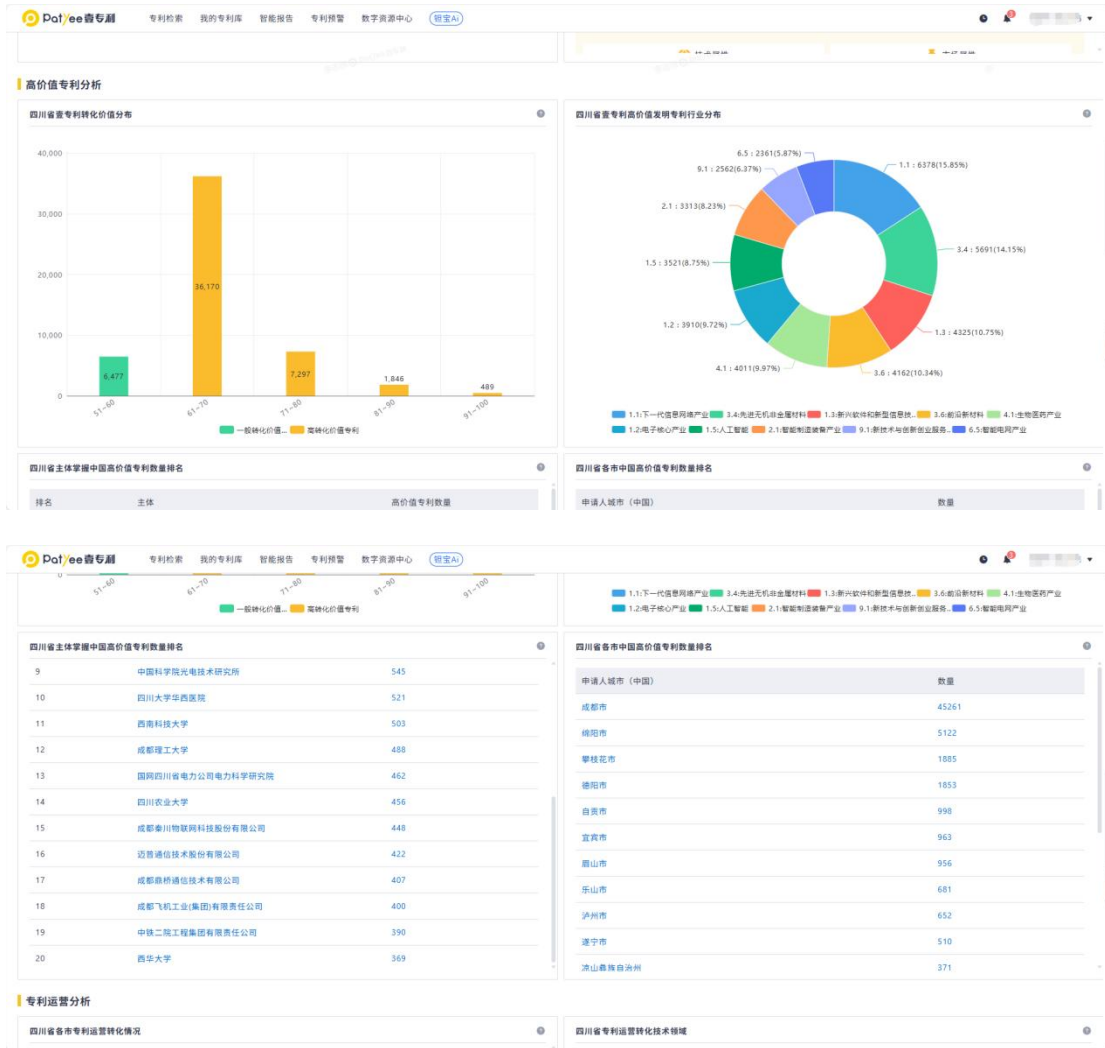 Patyee壹专利 专利检索 我的专利库 智能报告 专利预警 数字资源中心 银宝Ai 3
高价值专利分析
四川省壹专利转化价值分布
40,000
30,000
20,000
10,000
0
6,477
36,170
7,297
1,846
489
51~60 61~70 71~80 81~90 91~100
一般转化价值... 高转化价值专利
四川省壹专利高价值发明专利行业分布
6.5 : 2361(5.87%)
1.1 : 6378(15.85%)
9.1 : 2562(6.37%)
2.1 : 3313(8.23%)
3.4 : 5691(14.15%)
1.5 : 3521(8.75%)
1.2 : 3910(9.72%)
1.3 : 4325(10.75%)
4.1 : 4011(9.97%)
3.6 : 4162(10.34%)
1.1:下一代信息网络产业 3.4:先进无机非金属材料 1.3:新兴软件和新型信息技... 3.6:前沿新材料 4.1:生物医药产业
1.2:电子核心产业 1.5:人工智能 2.1:智能制造装备产业 9.1:新技术与创新创业服务... 6.5:智能电网产业
四川省主体掌握中国高价值专利数量排名
排名 主体 高价值专利数量
四川省各市中国高价值专利数量排名
申请人城市（中国） 数量
Patyee壹专利 专利检索 我的专利库 智能报告 专利预警 数字资源中心 银宝Ai 3
0
51~60 61~70 71~80 81~90 91~100
一般转化价值... 高转化价值专利
1.1:下一代信息网络产业 3.4:先进无机非金属材料 1.3:新兴软件和新型信息技... 3.6:前沿新材料 4.1:生物医药产业
1.2:电子核心产业 1.5:人工智能 2.1:智能制造装备产业 9.1:新技术与创新创业服务... 6.5:智能电网产业
四川省主体掌握中国高价值专利数量排名
9 中国科学院光电技术研究所 545
10 四川大学华西医院 521
11 西南科技大学 503
12 成都理工大学 488
13 国网四川省电力公司电力科学研究院 462
14 四川农业大学 456
15 成都秦川物联网科技股份有限公司 448
16 迈普通信技术股份有限公司 422
17 成都鼎桥通信技术有限公司 407
18 成都飞机工业(集团)有限责任公司 400
19 中铁二院工程集团有限责任公司 390
20 西华大学 369
四川省各市中国高价值专利数量排名
申请人城市（中国） 数量
成都市 45261
绵阳市 5122
攀枝花市 1885
德阳市 1853
自贡市 998
宜宾市 963
眉山市 956
乐山市 681
泸州市 652
遂宁市 510
凉山彝族自治州 371
专利运营分析
四川省各市专利运营转化情况
四川省专利运营转化技术领域